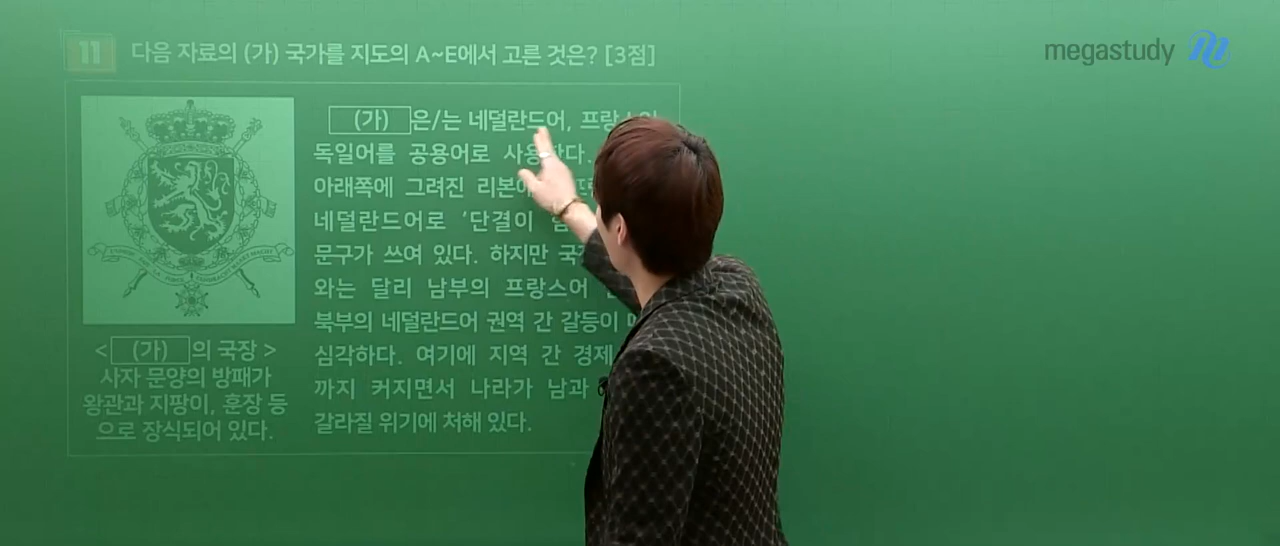 11 다음 자료의 (가) 국가를 지도의 A~E에서 고른 것은? [3점]
megastudy
(가) 은/는 네덜란드어,
독일어를 공용어로
아래쪽에 그려진
네덜란드어로 '단결이
문구가 쓰여 있다. 하지만
와는 달리 남부의 프랑스어
북부의 네덜란드어 권역 간 갈등이
심각하다. 여기에 지역 간 경제
까지 커지면서 나라가 남과
갈라질 위기에 처해 있다.
< (가) 의 국장 >
사자 문양의 방패가
왕관과 지팡이, 훈장 등
으로 장식되어 있다.